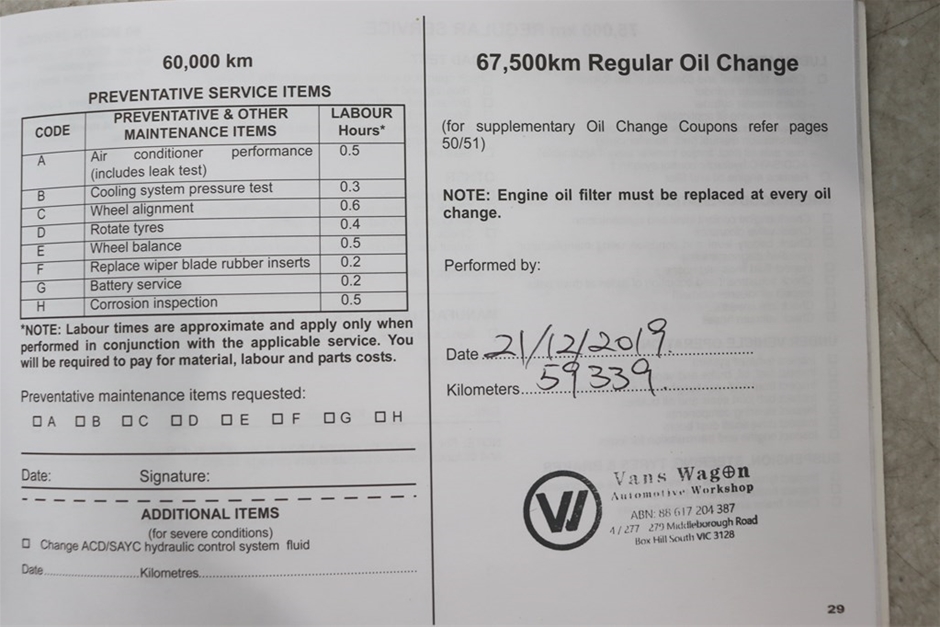 60,000 km
PREVENTATIVE SERVICE ITEMS
CODE PREVENTATIVE & OTHER MAINTENANCE ITEMS LABOUR Hours*
A Air conditioner performance (includes leak test) 0.5
B Cooling system pressure test 0.3
C Wheel alignment 0.6
D Rotate tyres 0.4
E Wheel balance 0.5
F Replace wiper blade rubber inserts 0.2
G Battery service 0.2
H Corrosion inspection 0.5
*NOTE: Labour times are approximate and apply only when
performed in conjunction with the applicable service. You
will be required to pay for material, labour and parts costs.
Preventative maintenance items requested:
☐ A ☐ B ☐ C ☐ D ☐ E ☐ F ☐ G ☐ H
Date: Signature:
ADDITIONAL ITEMS
(for severe conditions)
☐ Change ACD/SAYC hydraulic control system fluid
Date Kilometres
67,500km Regular Oil Change
(for supplementary Oil Change Coupons refer pages
50/51)
NOTE: Engine oil filter must be replaced at every oil
change.
Performed by:
Date 21/12/2019
Kilometers 59339
VW
Vans Wagon
Automotive Workshop
ABN: 88 617 204 387
4/277 279 Middleborough Road
Box Hill South VIC 3128
29